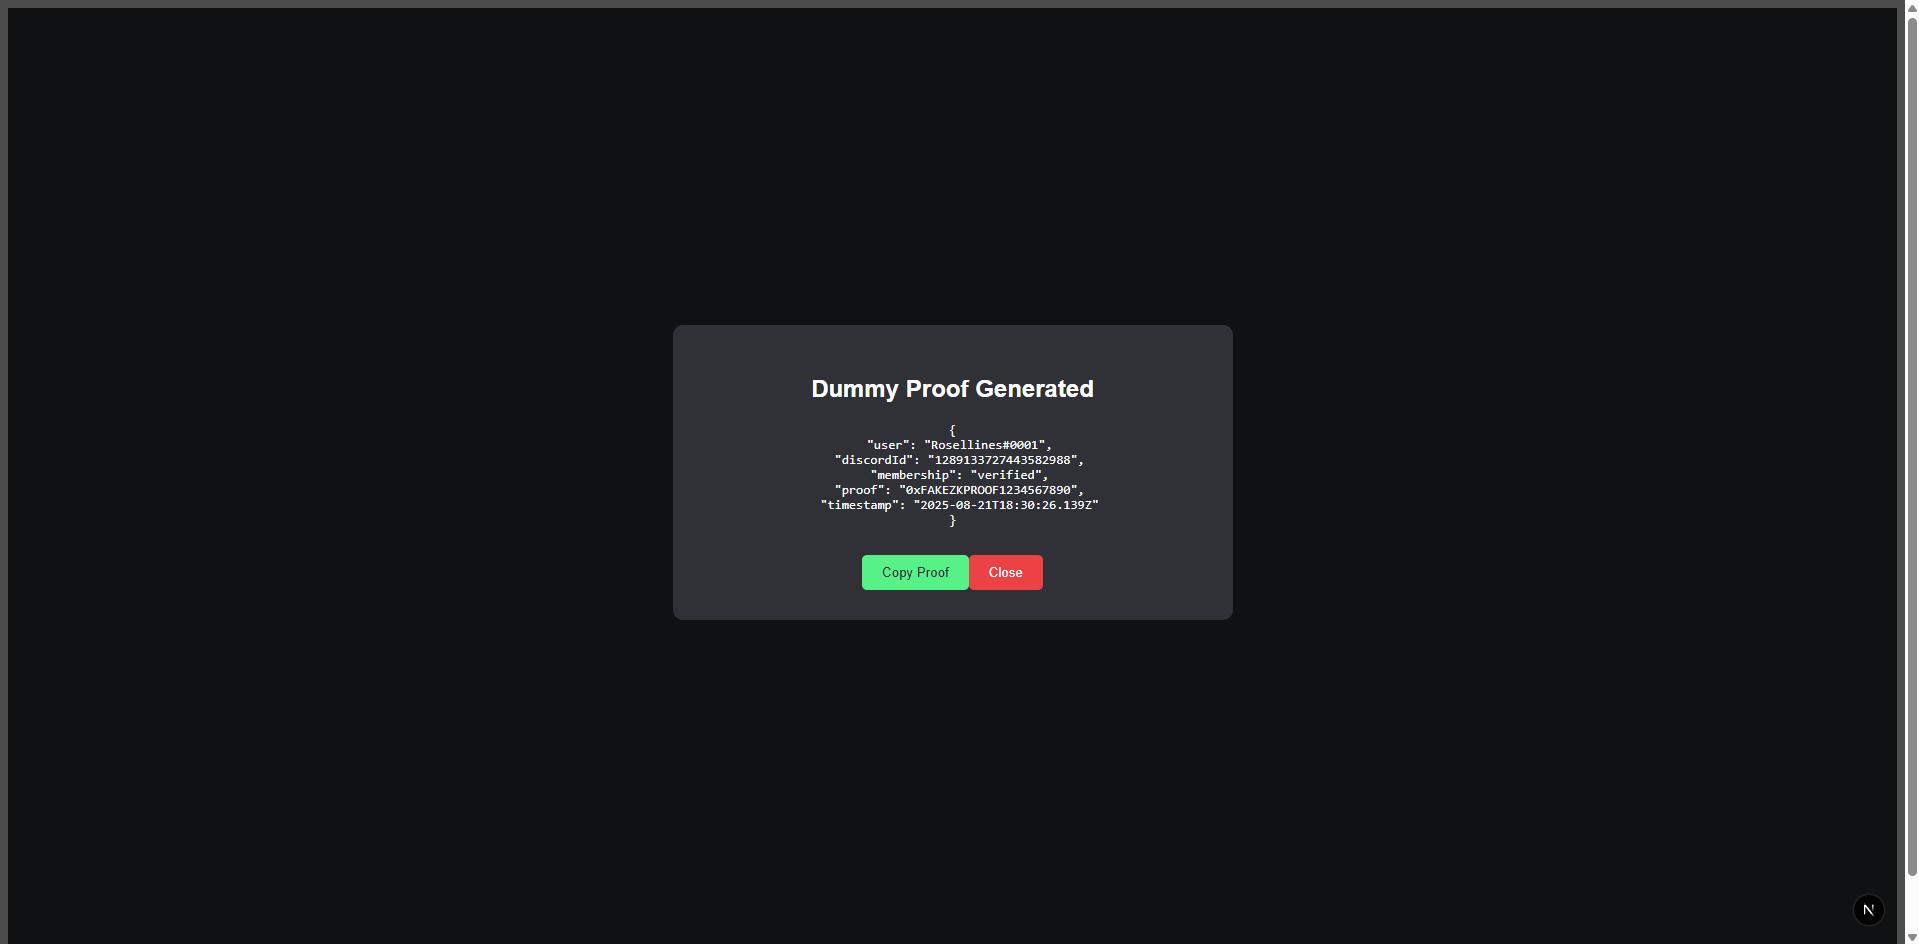 Dummy Proof Generated
{
"user": "Rosellines#0001",
"discordId": "1289133727443582988",
"membership": "verified",
"proof": "0xFAKEZKPROOF1234567890",
"timestamp": "2025-08-21T18:30:26.139Z"
}
Copy Proof Close
N